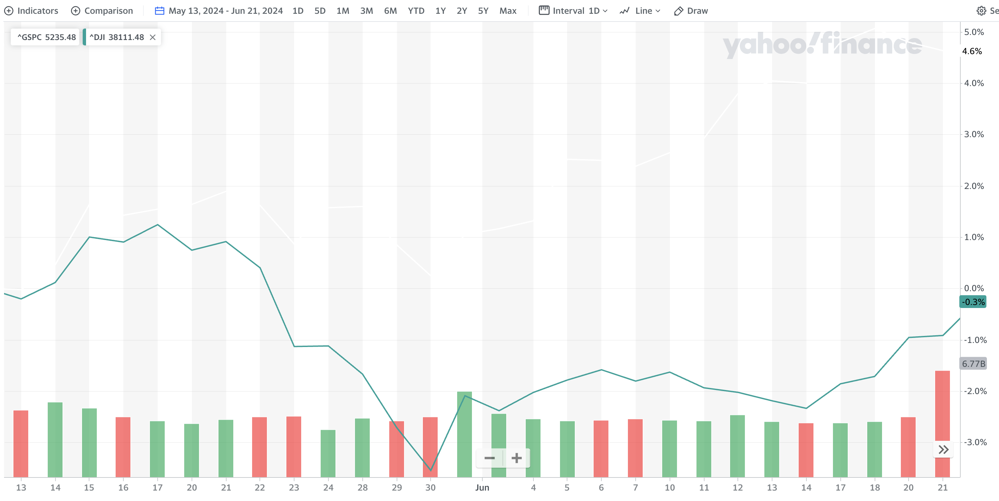 Indicators Comparison May 13, 2024 - Jun 21, 2024 1D 5D 1M 3M 6M YTD 1Y 2Y 5Y Max Interval 1D Line Draw Se
^GSPC 5235.48 ^DJI 38111.48
yahoo!finance
5.0%
4.6%
4.0%
3.0%
2.0%
1.0%
0.0%
-0.3%
-1.0%
6.77B
-2.0%
-3.0%
13 14 15 16 17 20 21 22 23 24 28 29 30 Jun 4 5 6 7 10 11 12 13 14 17 18 20 21